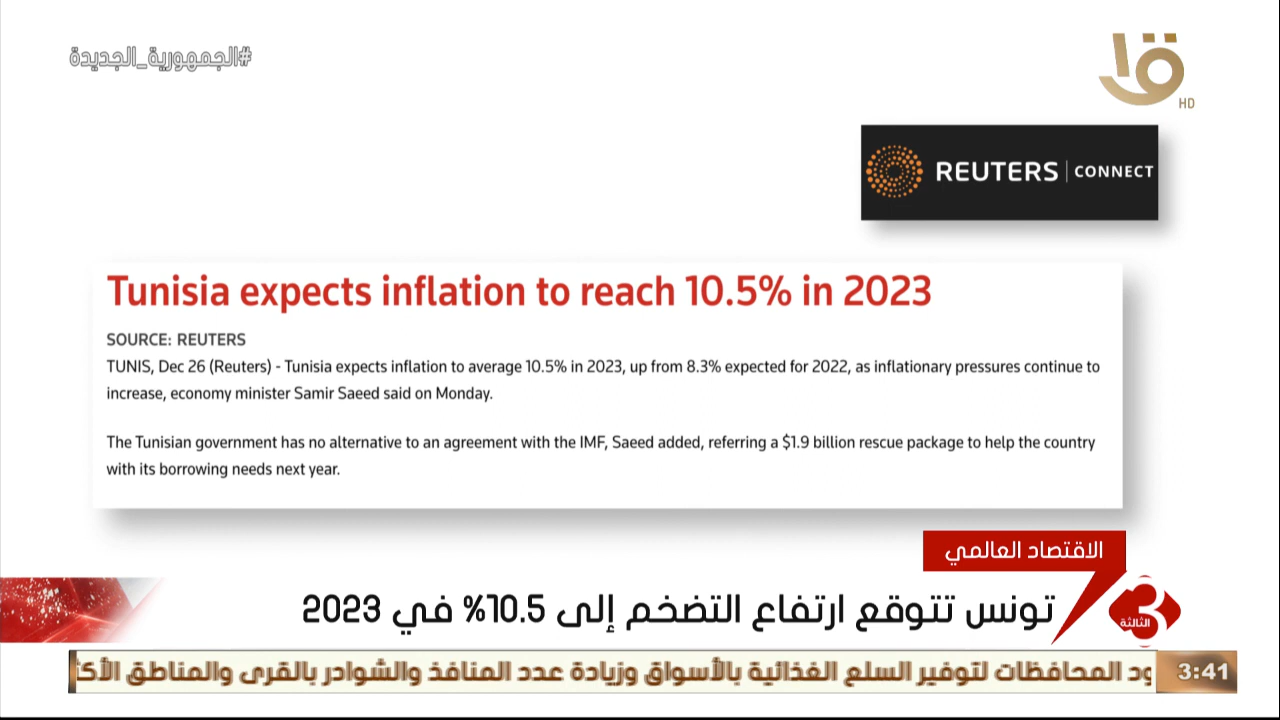 #الجمهورية_الجديدة
HD
REUTERS | CONNECT
Tunisia expects inflation to reach 10.5% in 2023
SOURCE: REUTERS
TUNIS, Dec 26 (Reuters) - Tunisia expects inflation to average 10.5% in 2023, up from 8.3% expected for 2022, as inflationary pressures continue to
increase, economy minister Samir Saeed said on Monday.
The Tunisian government has no alternative to an agreement with the IMF, Saeed added, referring a $1.9 billion rescue package to help the country
with its borrowing needs next year.
الاقتصاد العالمي
تونس تتوقع ارتفاع التضخم إلى 10.5% في 2023
3 الثالثة
المحافظات لتوفير السلع الغذائية بالأسواق وزيادة عدد المنافذ والشوادر بالقرى والمناطق
3:41